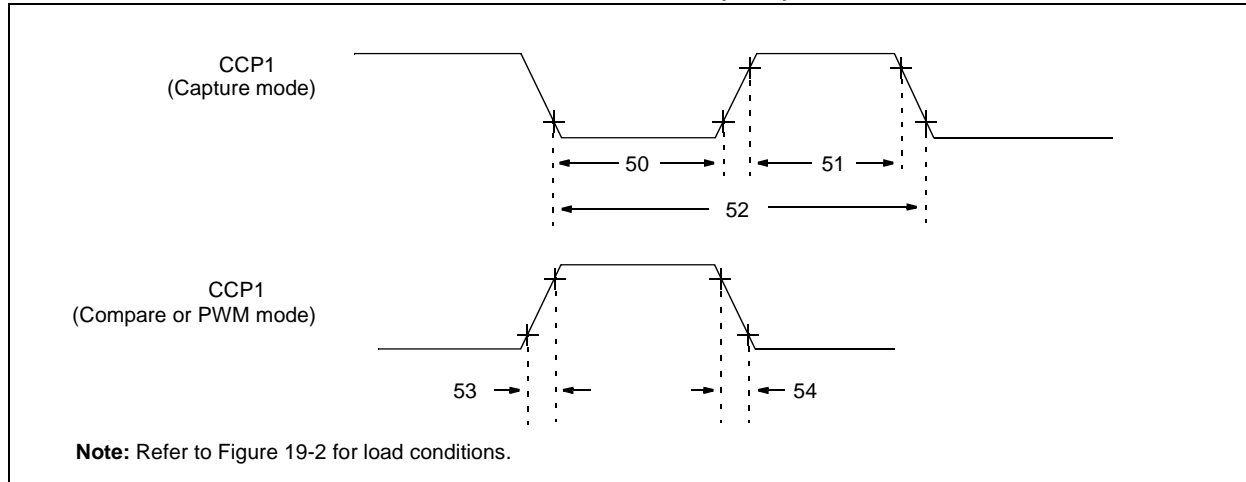 CCP1
(Capture mode)
50
51
52
CCP1
(Compare or PWM mode)
53
54
Note: Refer to Figure 19-2 for load conditions.